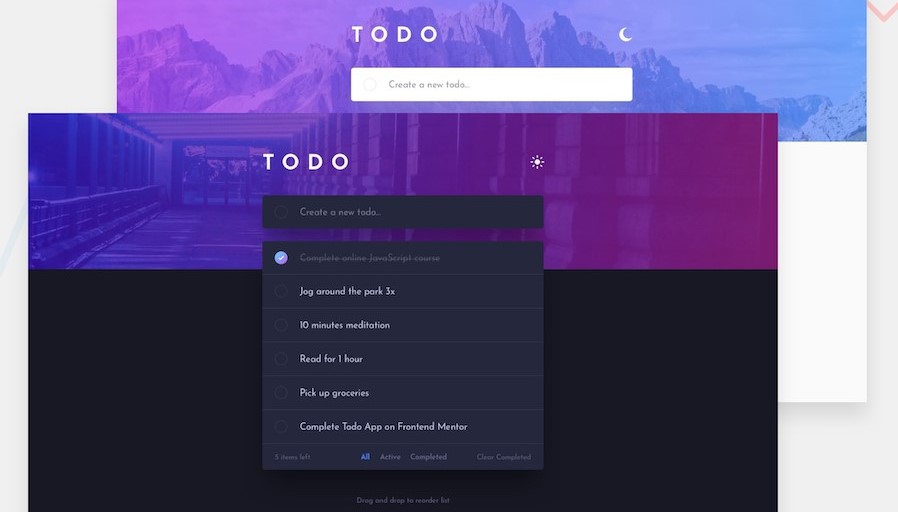 TODO
Create a new todo...
TODO
Create a new todo...
Complete online JavaScript course
Jog around the park 3x
10 minutes meditation
Read for 1 hour
Pick up groceries
Complete Todo App on Frontend Mentor
5 items left
All Active Completed
Clear Completed
Drag and drop to reorder list